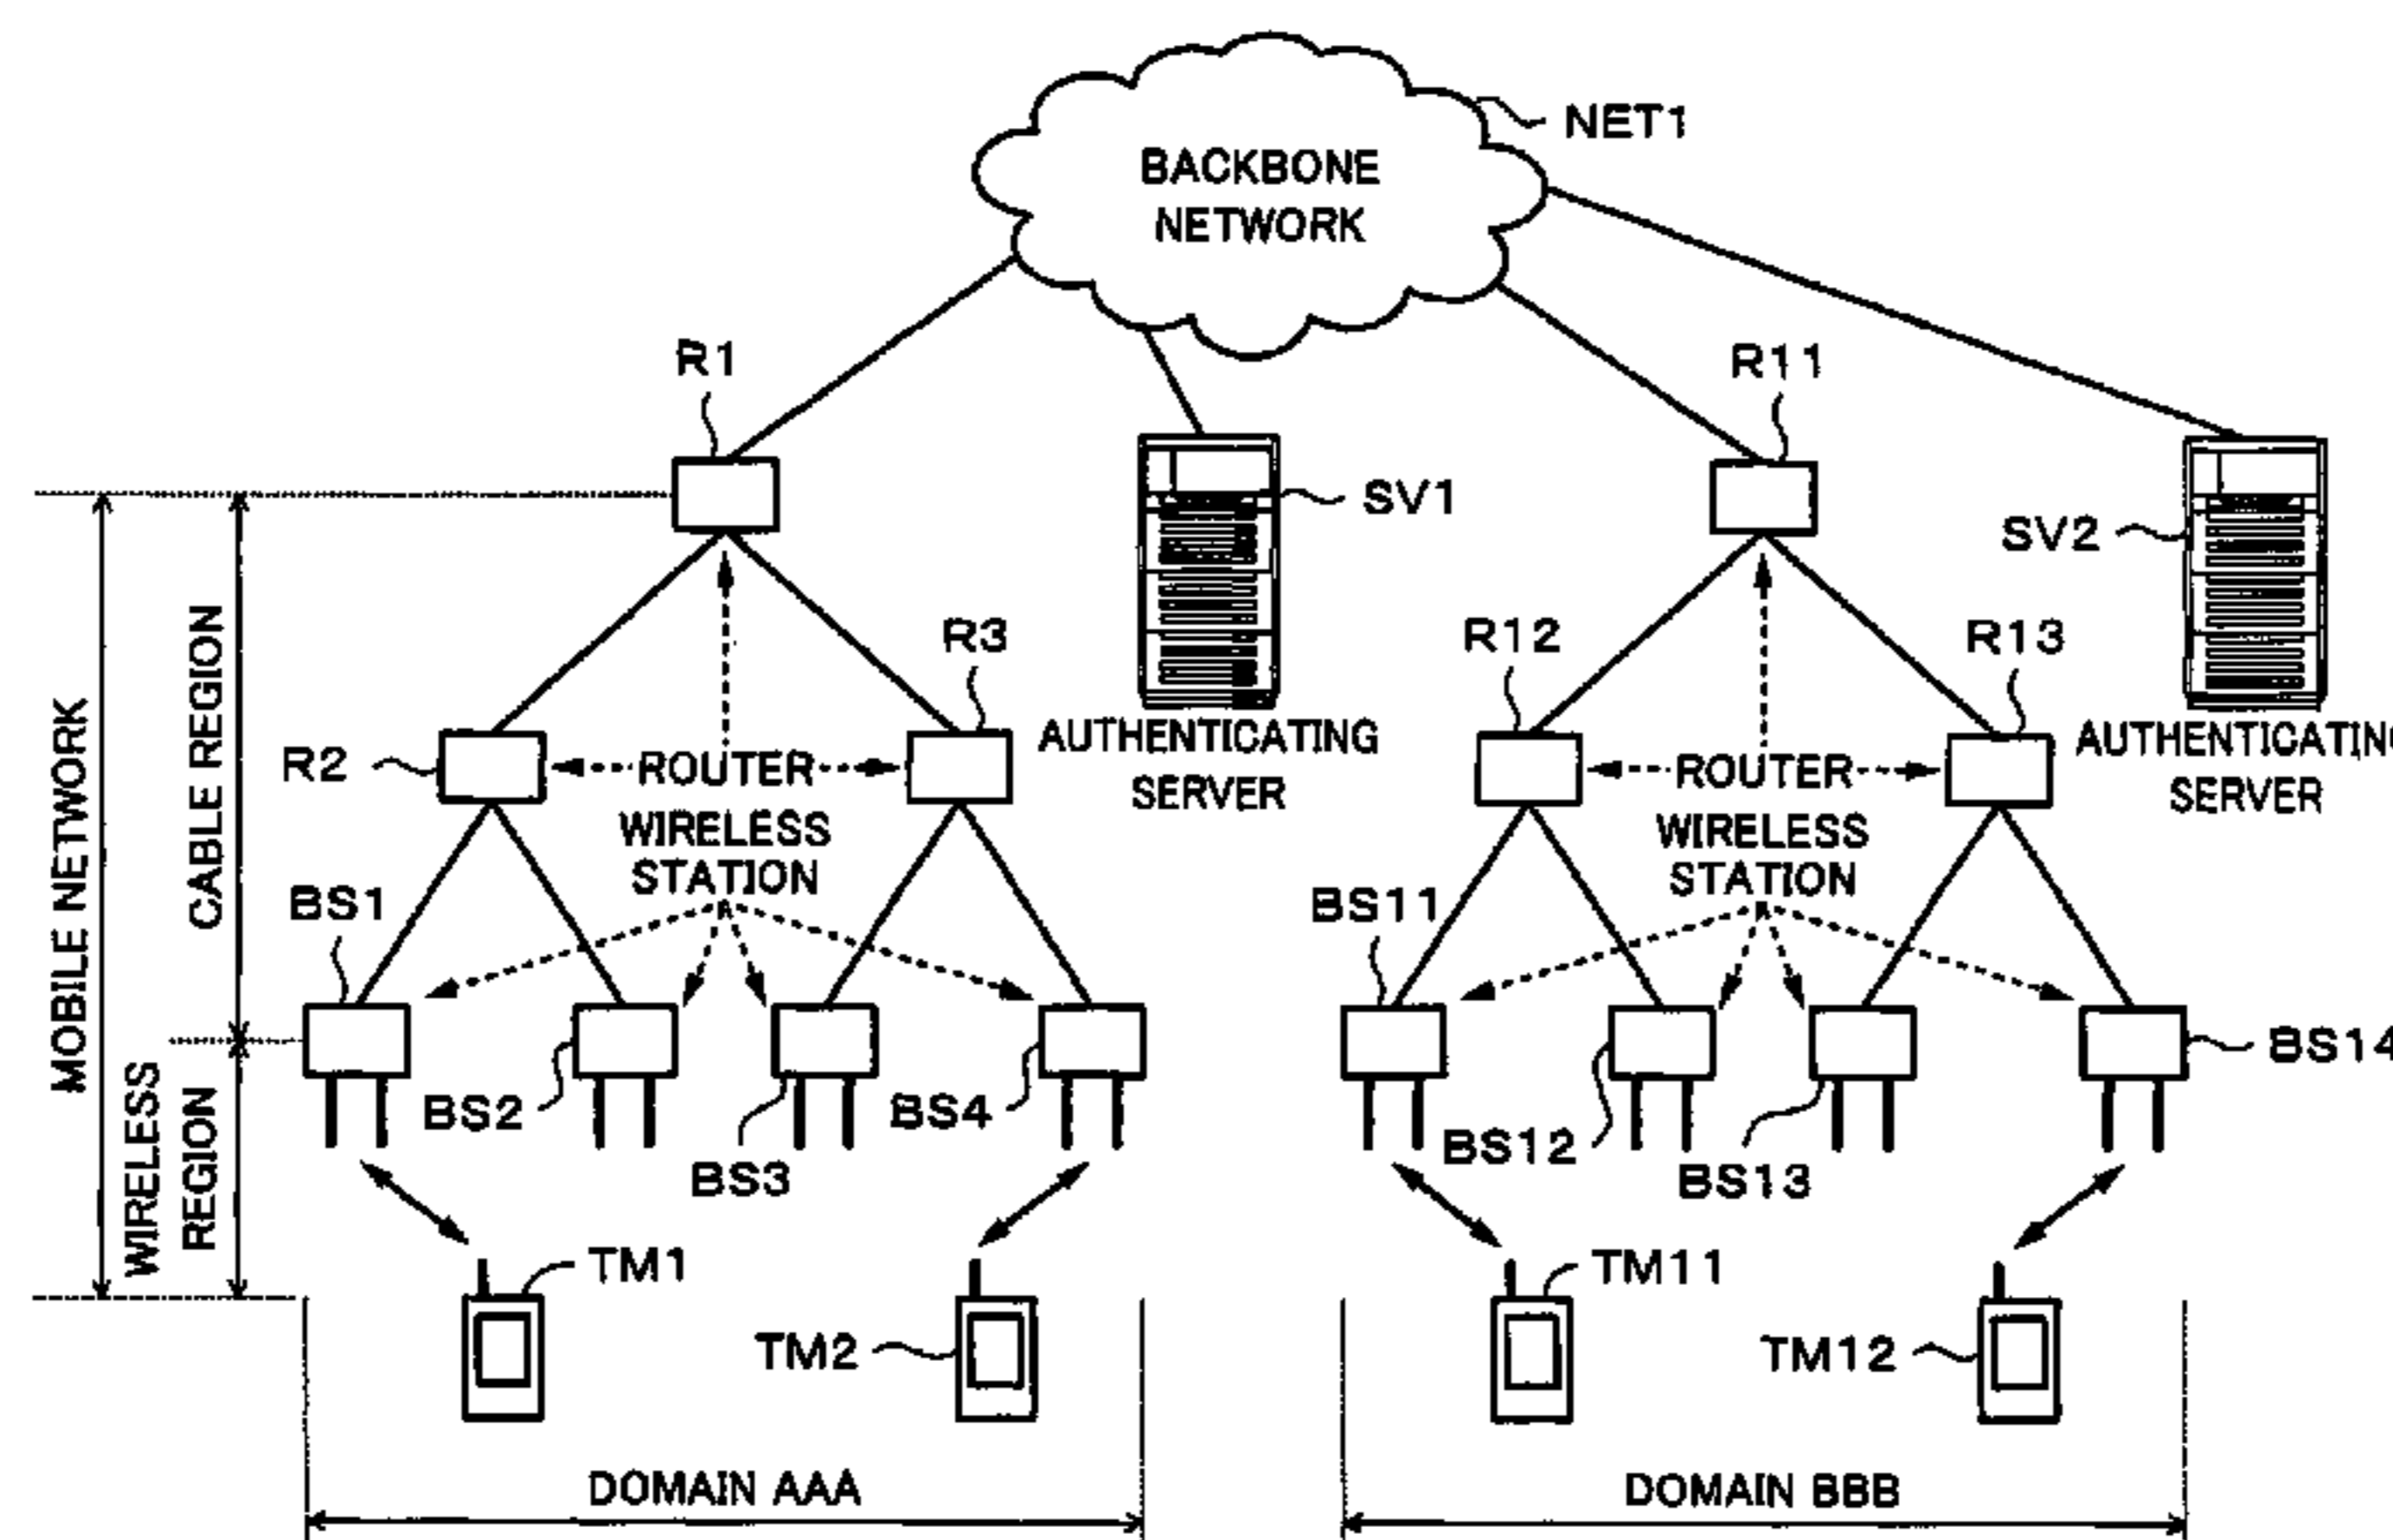 NET1
BACKBONE
NETWORK
R1
R11
SV1
SV2
R3
R12
R13
AUTHENTICATING
SERVER
AUTHENTICATING
SERVER
R2
ROUTER
ROUTER
WIRELESS
STATION
WIRELESS
STATION
MOBILE NETWORK
CABLE REGION
WIRELESS
REGION
BS1
BS11
BS2
BS3
BS4
BS12
BS13
BS14
TM1
TM2
TM11
TM12
DOMAIN AAA
DOMAIN BBB